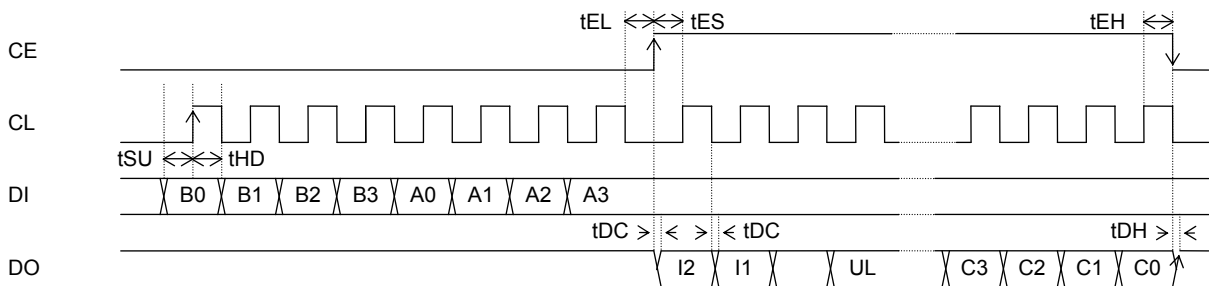 tEL tES tEH
CE
CL
tSU tHD
DI B0 B1 B2 B3 A0 A1 A2 A3
tDC tDC tDH
DO I2 I1 UL C3 C2 C1 C0